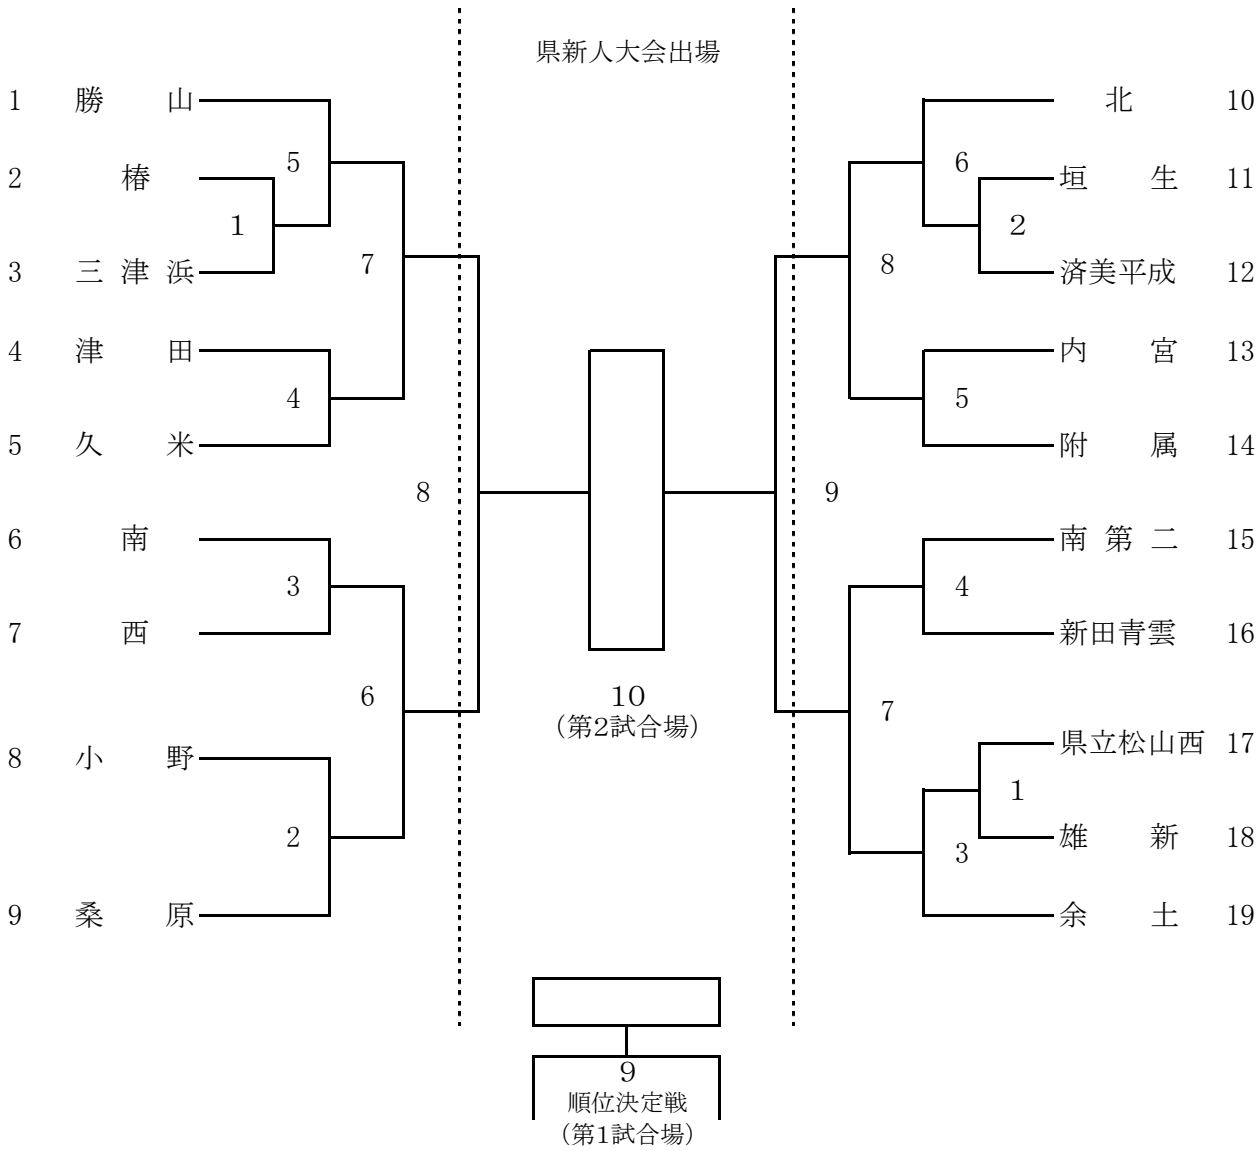 県新人大会出場
1 勝山
2 椿
3 三津浜
4 津田
5 久米
6 南
7 西
8 小野
9 桑原
5
1
7
4
8
3
6
2
10
(第2試合場)
北 10
垣生 11
済美平成 12
内宮 13
附属 14
南第二 15
新田青雲 16
県立松山西 17
雄新 18
余土 19
6
2
8
5
9
4
7
1
3
9
順位決定戦
(第1試合場)